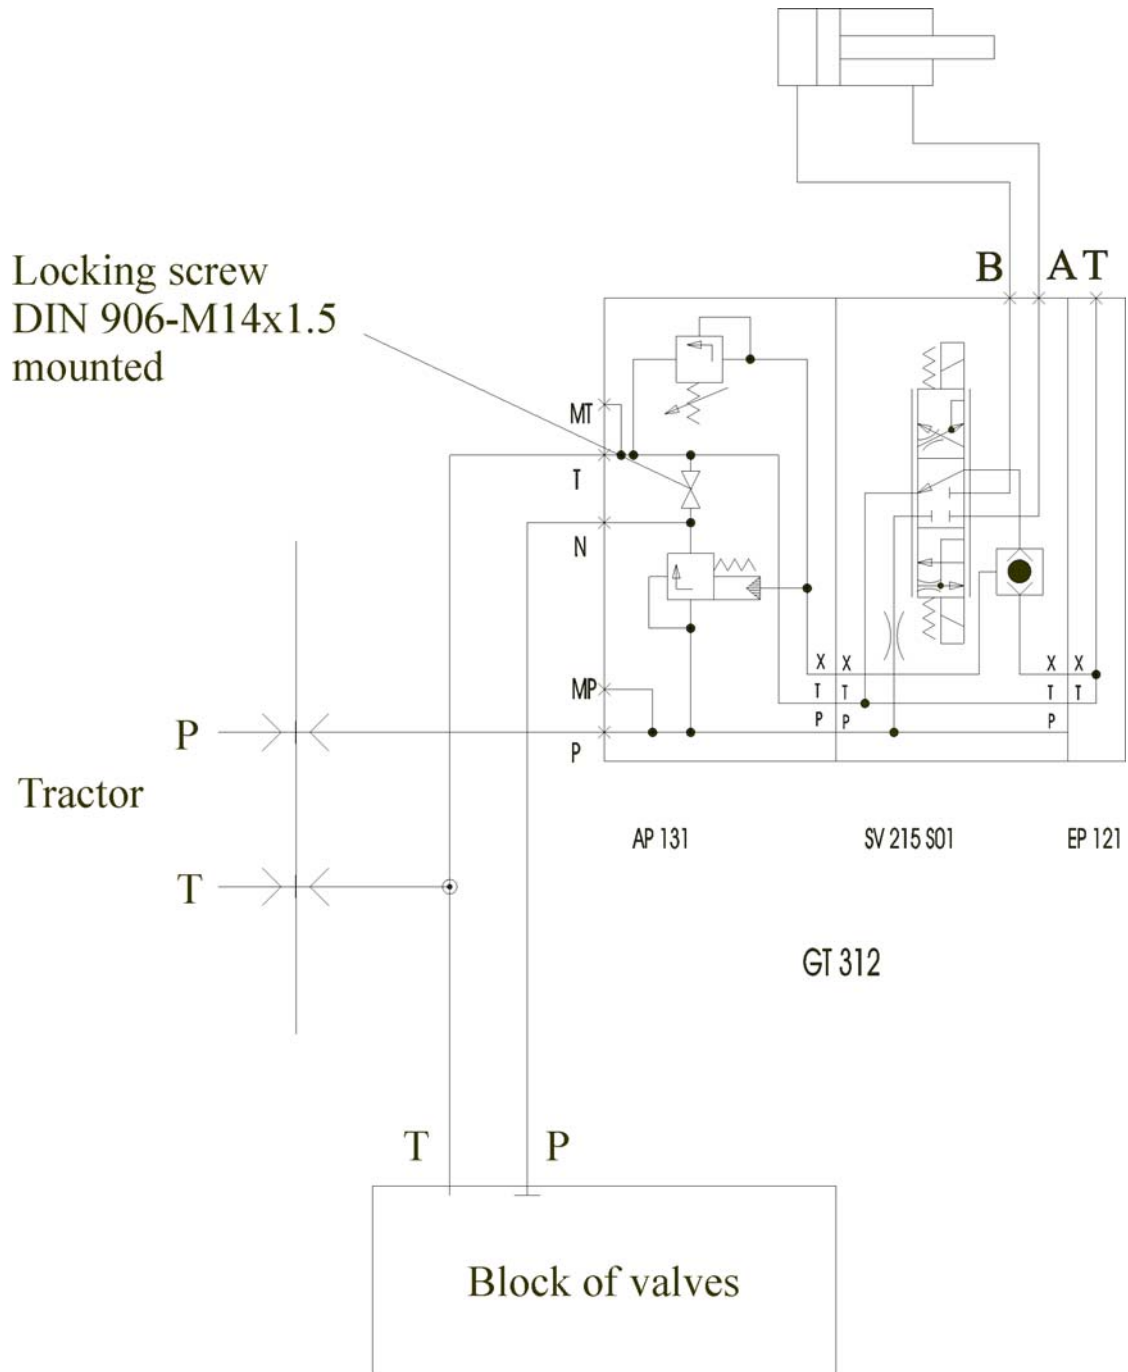 B A T
Locking screw
DIN 906-M14x1.5
mounted
MT
T
N
X X X X
MP T T T T
P P P
P
P
Tractor
AP 131 SV 215 S01 EP 121
T
GT 312
T P
Block of valves